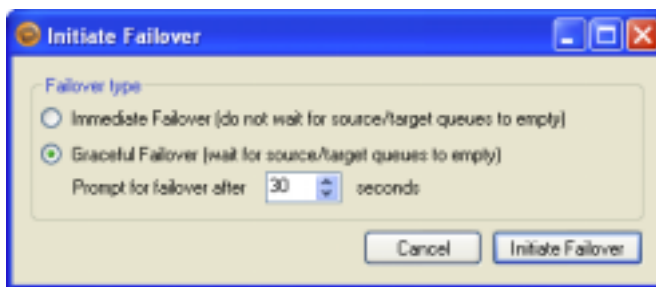 Initiate Failover
Failover type
Immediate Failover (do not wait for source/target queues to empty)
Graceful Failover (wait for source/target queues to empty)
Prompt for failover after 30 seconds
Cancel Initiate Failover